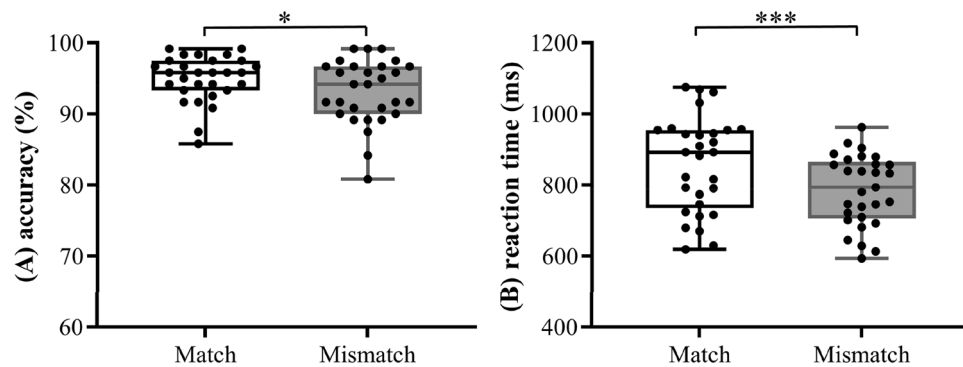 (A) accuracy (%)
100
90
80
70
60
*
Match
Mismatch
(B) reaction time (ms)
1200
1000
800
600
400
***
Match
Mismatch